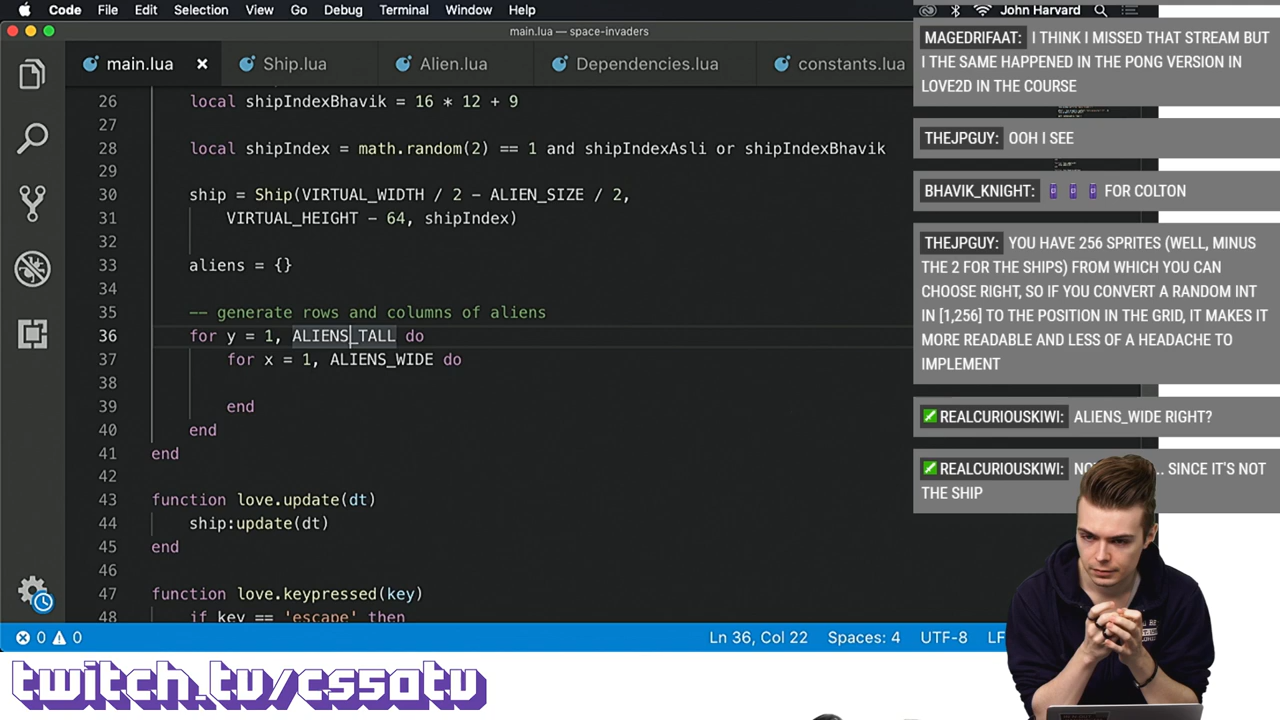 Code File Edit Selection View Go Debug Terminal Window Help
John Harvard
main.lua — space-invaders
main.lua
Ship.lua
Alien.lua
Dependencies.lua
constants.lua
26 local shipIndexBhavik = 16 * 12 + 9
27
28 local shipIndex = math.random(2) == 1 and shipIndexAsli or shipIndexBhavik
29
30 ship = Ship(VIRTUAL_WIDTH / 2 - ALIEN_SIZE / 2,
31 VIRTUAL_HEIGHT - 64, shipIndex)
32
33 aliens = {}
34
35 -- generate rows and columns of aliens
36 for y = 1, ALIENS_TALL do
37 for x = 1, ALIENS_WIDE do
38
39 end
40 end
41 end
42
43 function love.update(dt)
44 ship:update(dt)
45 end
46
47 function love.keypressed(key)
48 if key == 'escape' then
0 0
Ln 36, Col 22
Spaces: 4
UTF-8
LF
MAGEDRIFAAT: I THINK I MISSED THAT STREAM BUT
I THE SAME HAPPENED IN THE PONG VERSION IN
LOVE2D IN THE COURSE
THEJPGUY: OOH I SEE
BHAVIK_KNIGHT: FOR COLTON
THEJPGUY: YOU HAVE 256 SPRITES (WELL, MINUS
THE 2 FOR THE SHIPS) FROM WHICH YOU CAN
CHOOSE RIGHT, SO IF YOU CONVERT A RANDOM INT
IN [1,256] TO THE POSITION IN THE GRID, IT MAKES IT
MORE READABLE AND LESS OF A HEADACHE TO
IMPLEMENT
REALCURIOUSKIWI: ALIENS_WIDE RIGHT?
REALCURIOUSKIWI: SINCE IT'S NOT
THE SHIP
twitch.tv/cs50tv